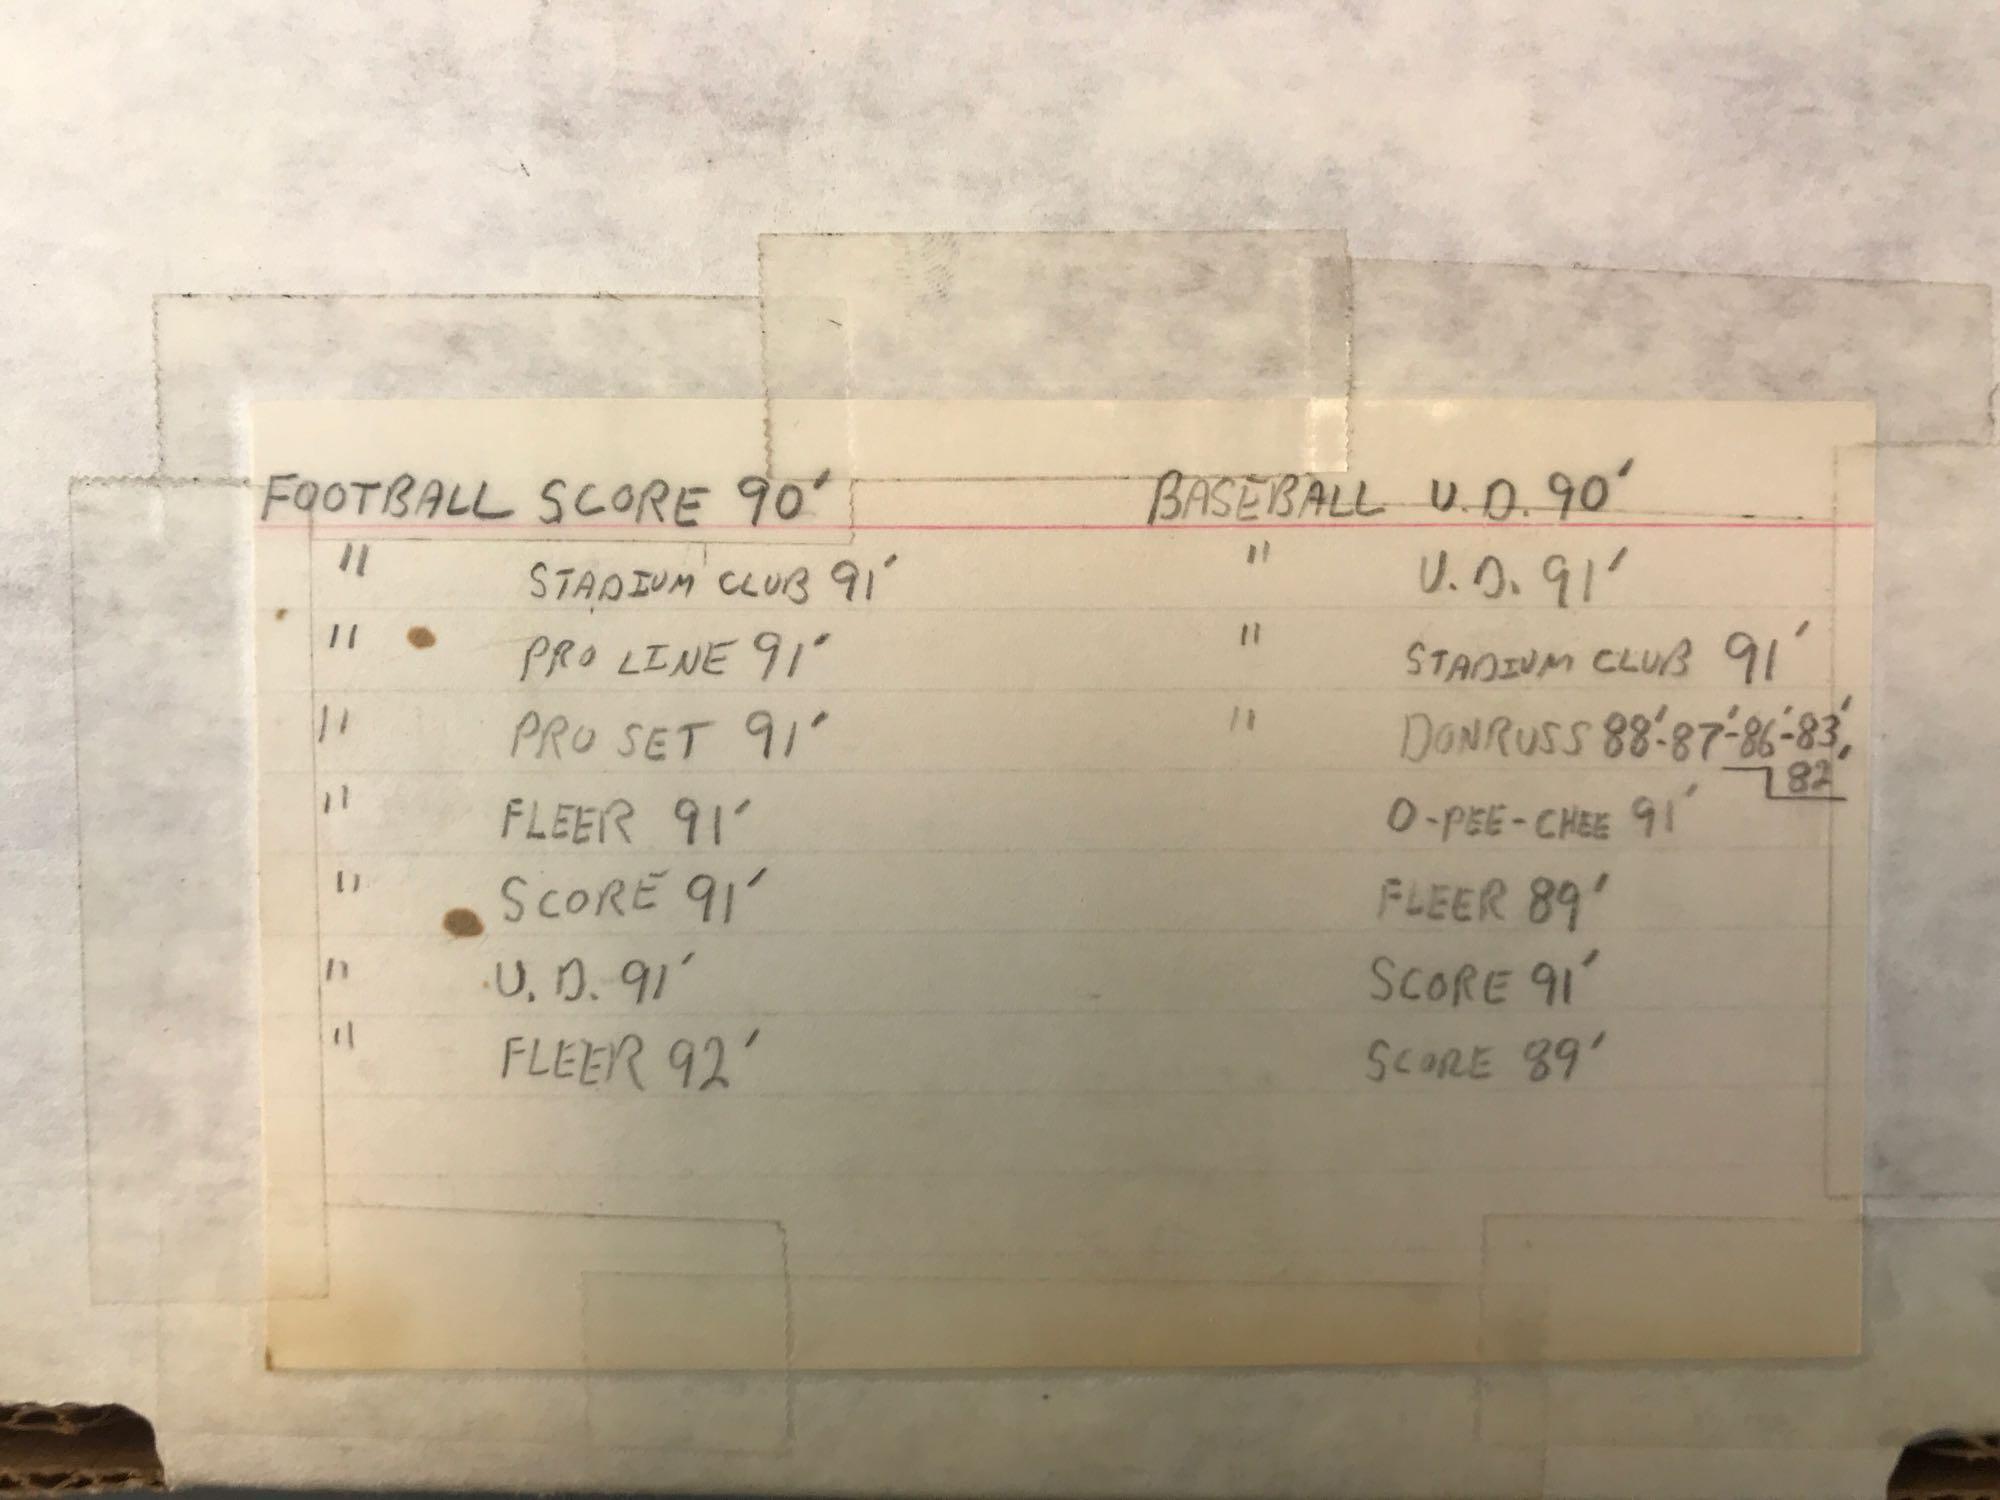 FOOTBALL SCORE 90' BASEBALL U.D. 90'
" STADIUM CLUB 91' " U.D. 91'
" PRO LINE 91' " STADIUM CLUB 91'
" PRO SET 91' " DONRUSS 88'-87'-86'-83',
82
" FLEER 91' O-PEE-CHEE 91'
" SCORE 91' FLEER 89'
" U.D. 91' SCORE 91'
" FLEER 92' SCORE 89'